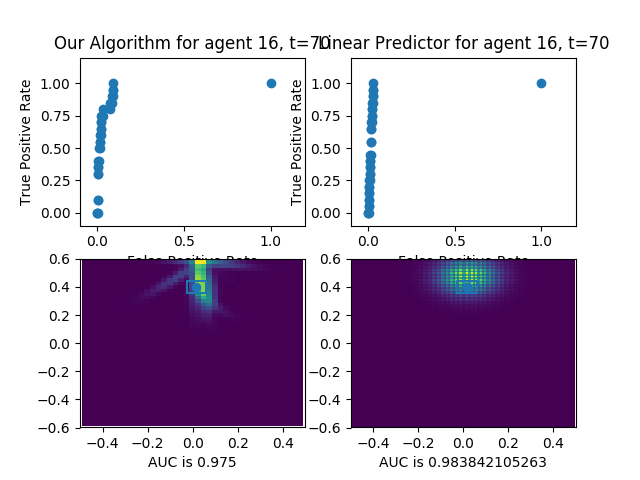 Our Algorithm for agent 16, t=70
Linear Predictor for agent 16, t=70
True Positive Rate
1.00
0.75
0.50
0.25
0.00
0.0 0.5 1.0
False Positive Rate
True Positive Rate
1.00
0.75
0.50
0.25
0.00
0.0 0.5 1.0
False Positive Rate
0.6
0.4
0.2
0.0
−0.2
−0.4
−0.6
−0.4 −0.2 0.0 0.2 0.4
AUC is 0.975
0.6
0.4
0.2
0.0
−0.2
−0.4
−0.6
−0.4 −0.2 0.0 0.2 0.4
AUC is 0.983842105263